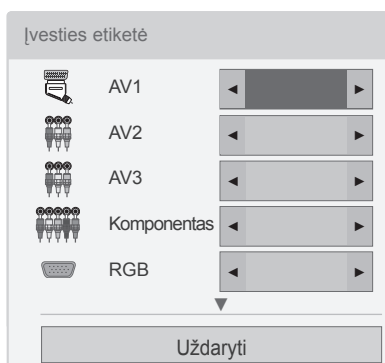 Įvesties etiketė
AV1 ◄ ►
AV2 ◄ ►
AV3 ◄ ►
Komponentas ◄ ►
RGB ◄ ►
▼
Uždaryti